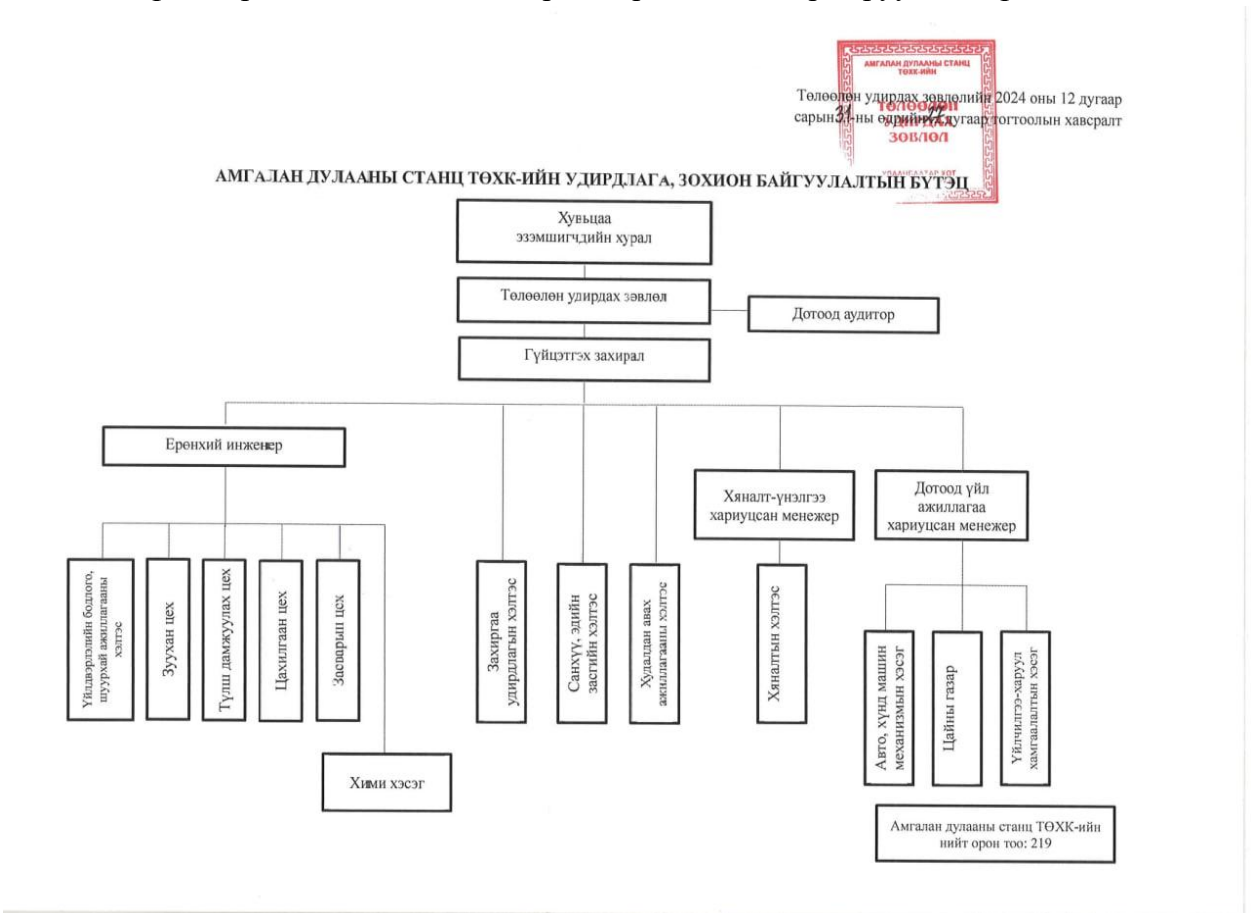 АМГАЛАН ДУЛААНЫ СТАНЦ
ТӨХК-ИЙН
Төлөөлөн удирдах зөвлөлийн 2024 оны 12 дугаар
сарын 31-ны өдрийн 27 дугаар тогтоолын хавсралт
ТӨЛӨӨЛӨН
УДИРДАХ
ЗӨВЛӨЛ
УЛААНБААТАР ХОТ
АМГАЛАН ДУЛААНЫ СТАНЦ ТӨХК-ИЙН УДИРДЛАГА, ЗОХИОН БАЙГУУЛАЛТЫН БҮТЭЦ
Хувьцаа
эзэмшигчдийн хурал
Төлөөлөн удирдах зөвлөл
Дотоод аудитор
Гүйцэтгэх захирал
Ерөнхий инженер
Хяналт-үнэлгээ
хариуцсан менежер
Дотоод үйл
ажиллагаа
хариуцсан менежер
Үйлдвэрлэлийн бодлого,
шуурхай ажиллагааны
хэлтэс
Зуухан цех
Түлш дамжуулах цех
Цахилгаан цех
Засварын цех
Захиргаа
удирдлагын хэлтэс
Санхүү, эдийн
засгийн хэлтэс
Худалдан авах
ажиллагааны хэлтэс
Хяналтын хэлтэс
Авто, хүнд машин
механизмын хэсэг
Цайны газар
Үйлчилгээ-харуул
хамгаалалтын хэсэг
Хими хэсэг
Амгалан дулааны станц ТӨХК-ийн
нийт орон тоо: 219